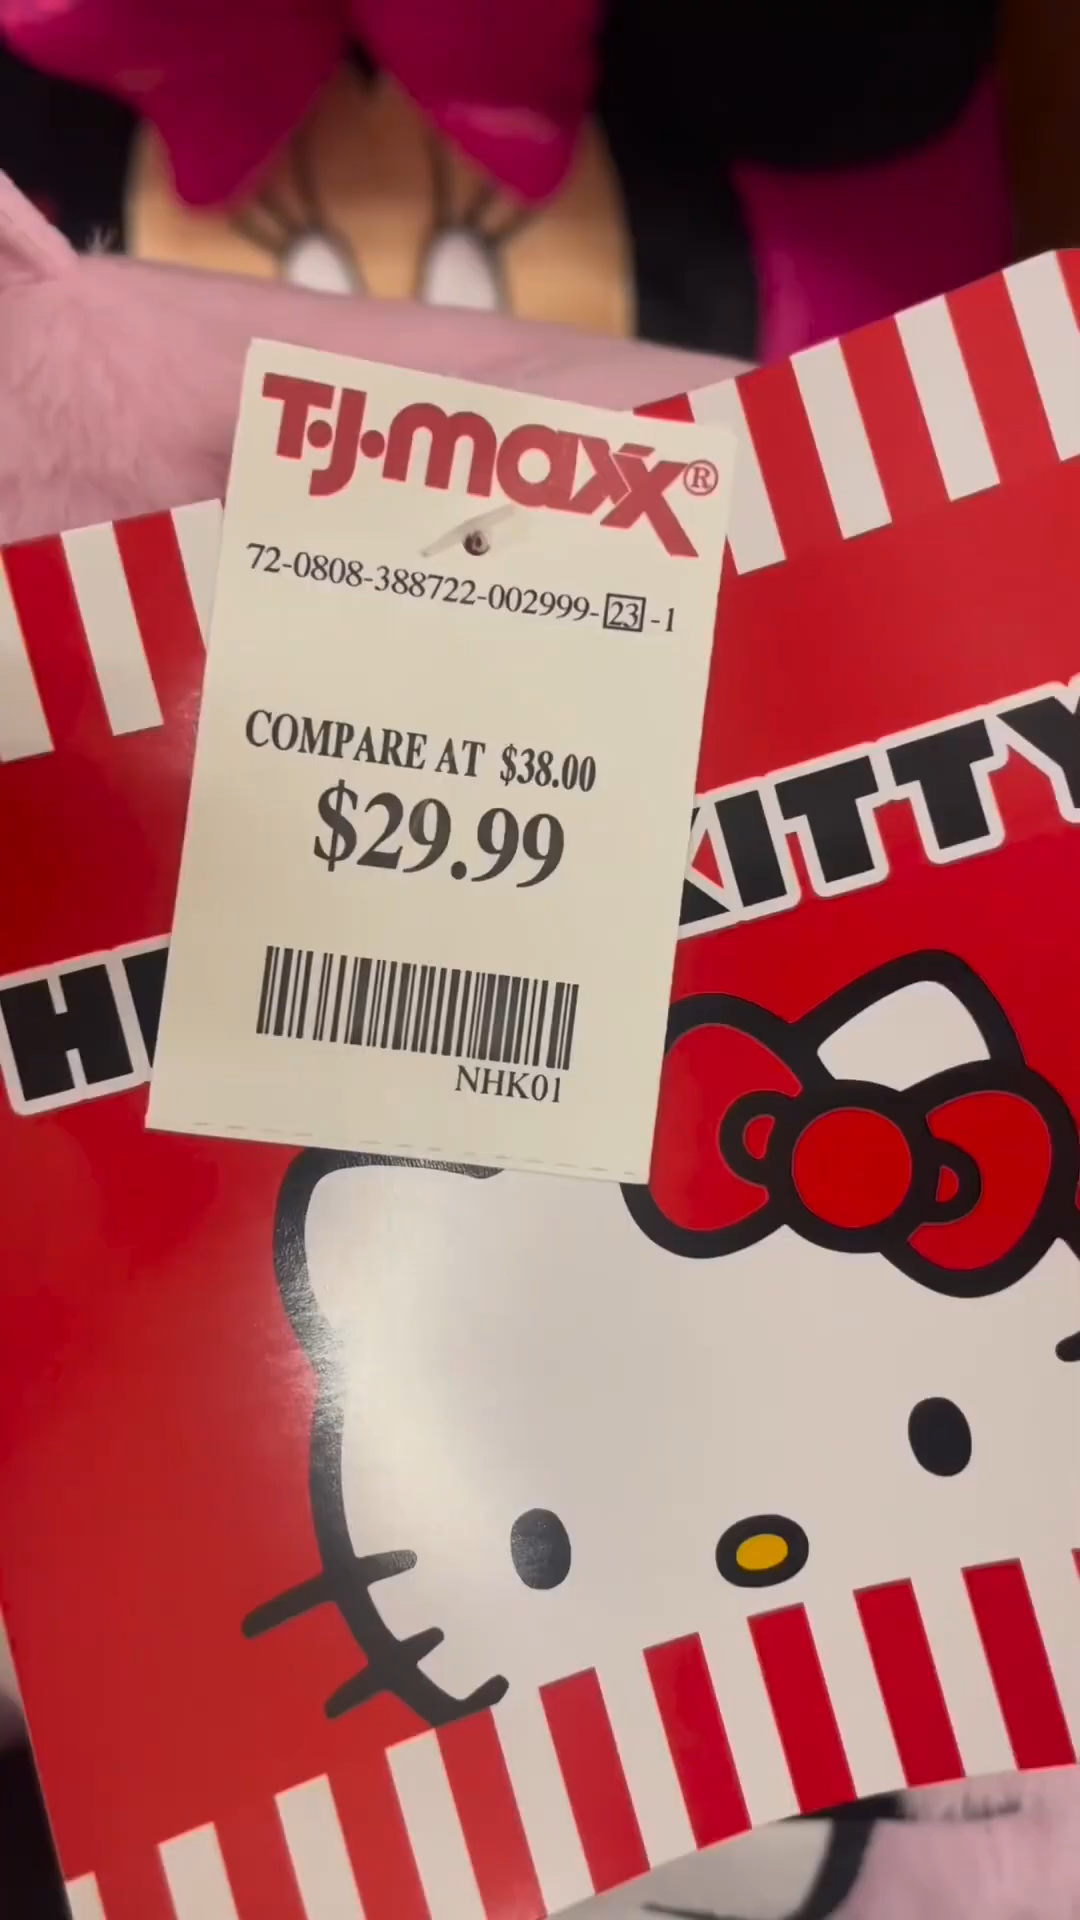 T.J.maxx®
72-0808-388722-002999-23-1
COMPARE AT $38.00
$29.99
NHK01
H KITTY